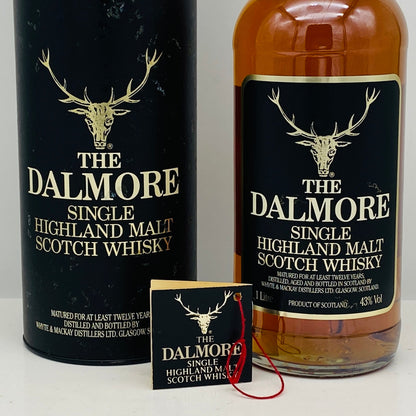 THE
DALMORE
SINGLE
HIGHLAND MALT
SCOTCH WHISKY
MATURED FOR AT LEAST TWELVE YEARS,
DISTILLED AND BOTTLED BY
WHYTE & MACKAY DISTILLERS LTD. GLASGOW,
THE
DALMORE
SINGLE
HIGHLAND MALT
SCOTCH WHISKY
MATURED FOR AT LEAST TWELVE YEARS.
DISTILLED, AGED AND BOTTLED IN SCOTLAND BY
WHYTE & MACKAY DISTILLERS LTD. GLASGOW, SCOTLAND.
1 Litre
PRODUCT OF SCOTLAND
43% Vol
THE
DALMORE
SINGLE
HIGHLAND MALT
SCOTCH WHISKY